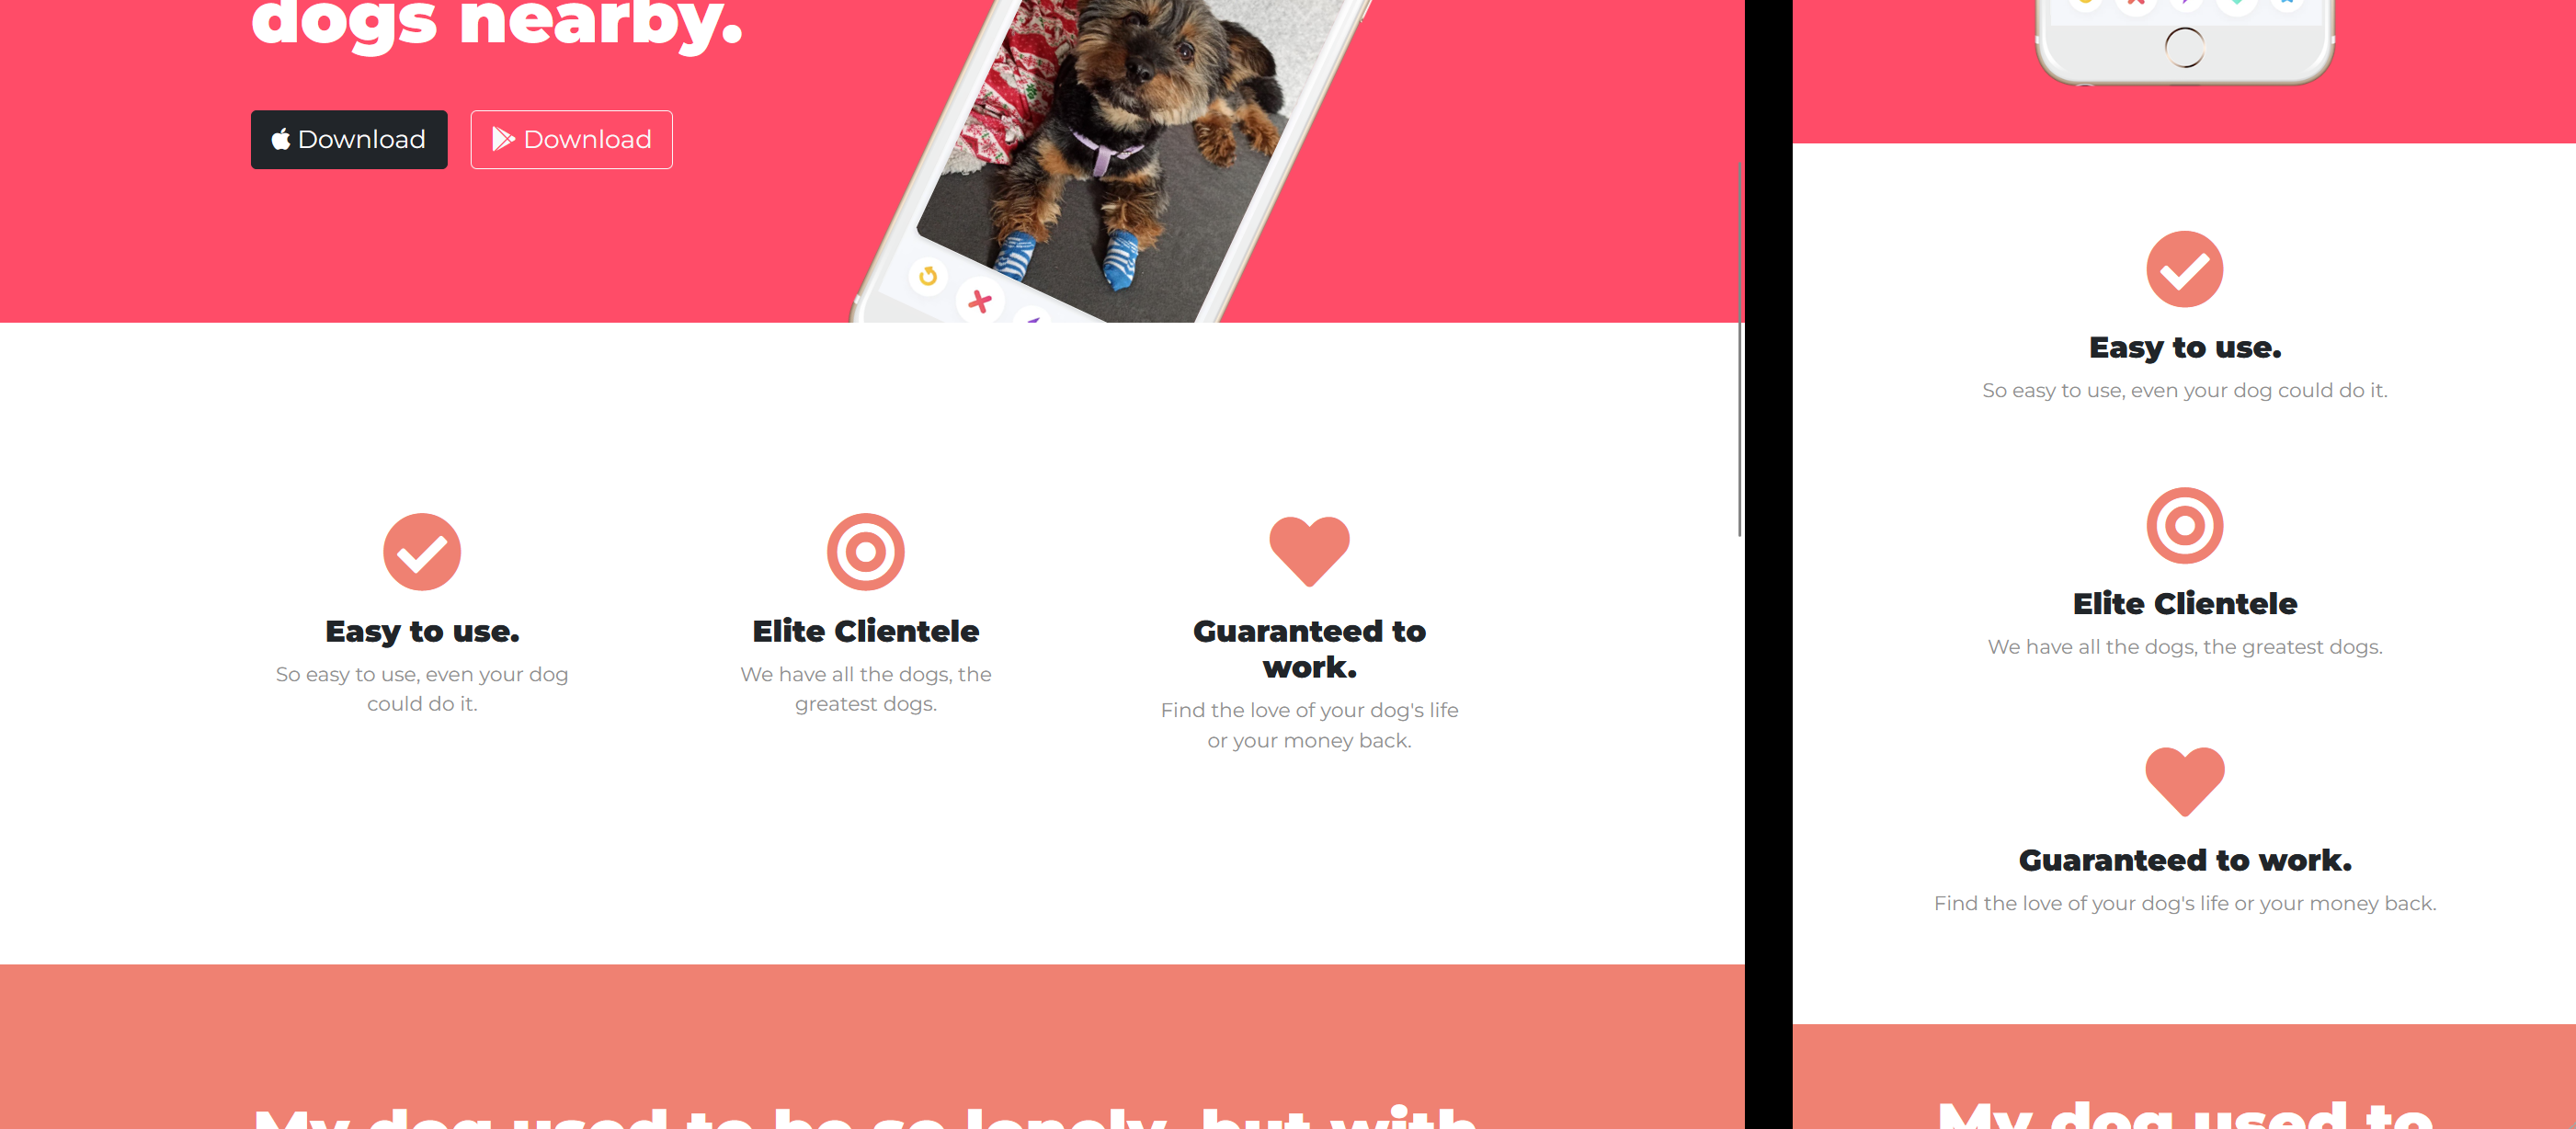 dogs nearby.
Download
Download
Easy to use.
So easy to use, even your dog
could do it.
Elite Clientele
We have all the dogs, the
greatest dogs.
Guaranteed to
work.
Find the love of your dog's life
or your money back.
My dog used to be so lonely, but with
Easy to use.
So easy to use, even your dog could do it.
Elite Clientele
We have all the dogs, the greatest dogs.
Guaranteed to work.
Find the love of your dog's life or your money back.
My dog used to